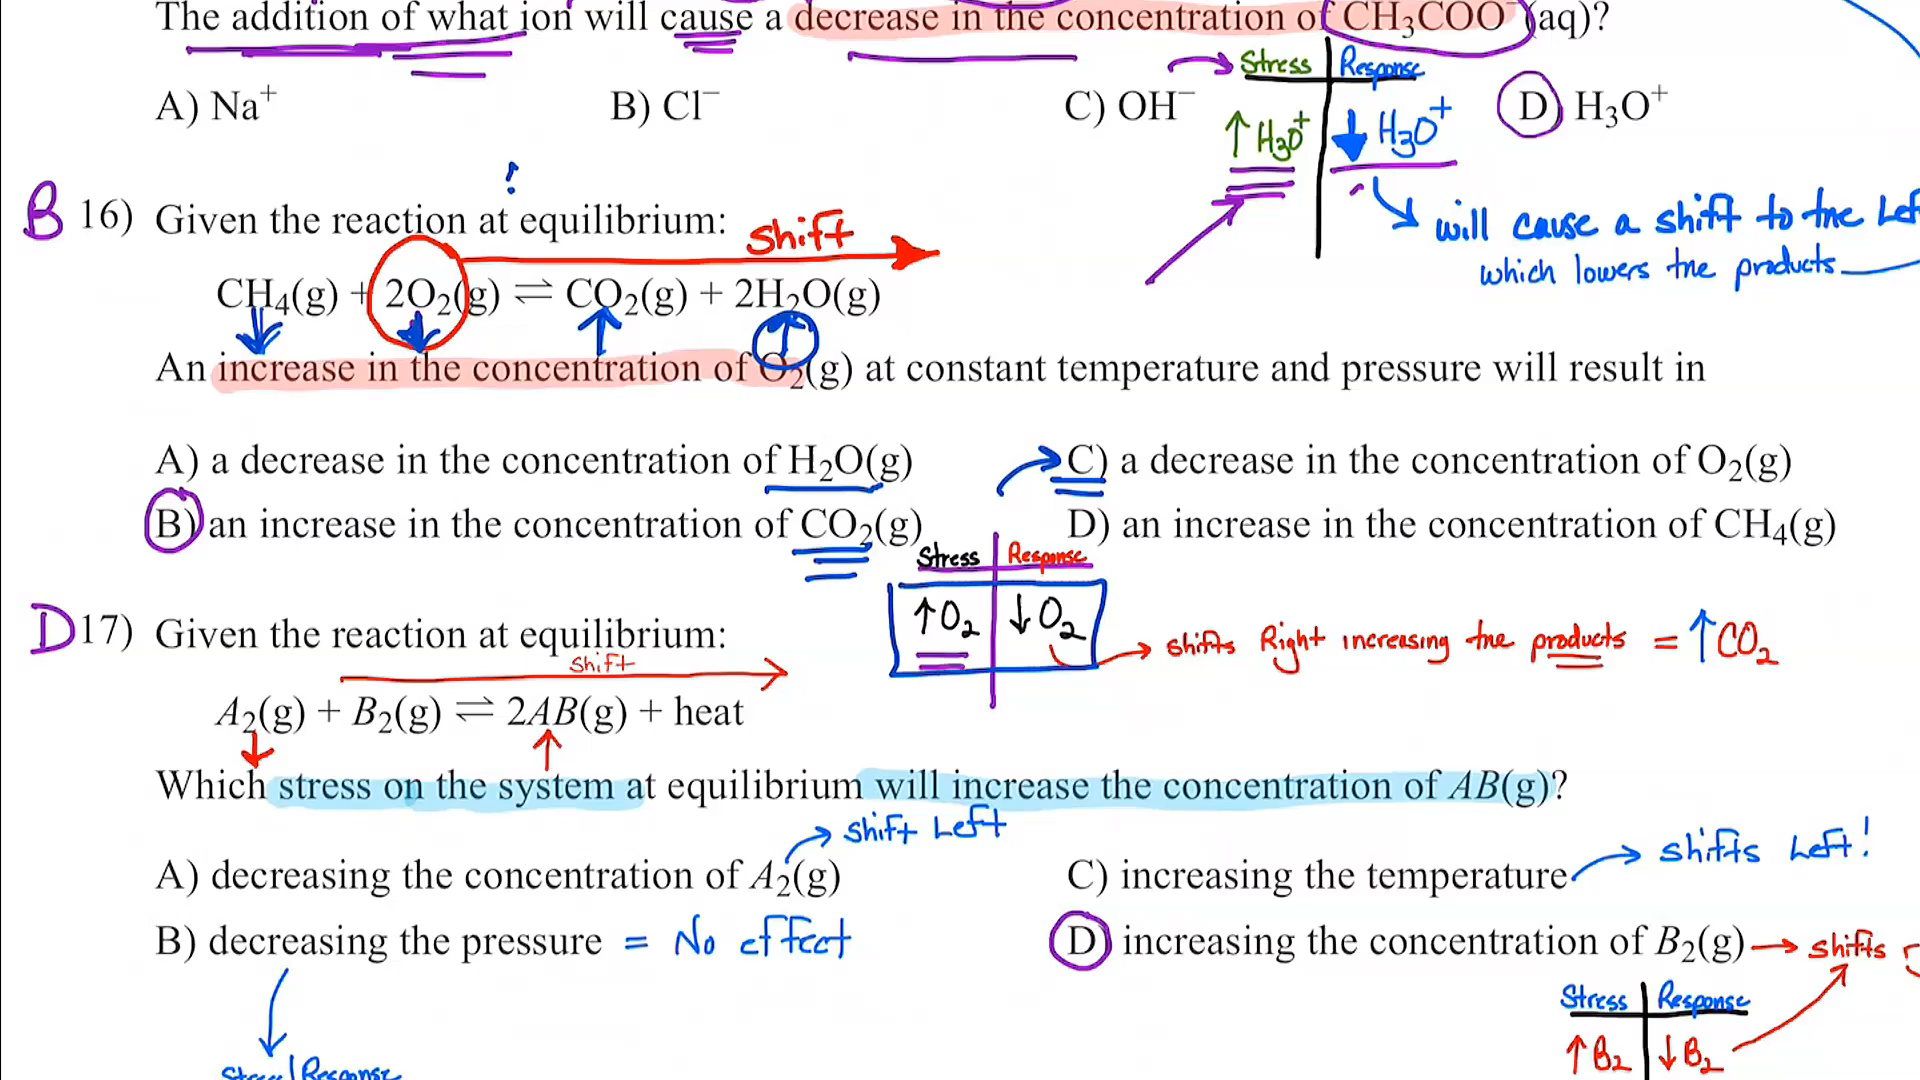 The addition of what ion will cause a decrease in the concentration of CH₃COO⁻(aq)?
Stress | Response
A) Na⁺ B) Cl⁻ C) OH⁻ D) H₃O⁺
↑ H₃O⁺ ↓ H₃O⁺
will cause a shift to the Lef
which lowers the products
B 16) Given the reaction at equilibrium:
!
shift
CH₄(g) + 2O₂(g) ⇌ CO₂(g) + 2H₂O(g)
An increase in the concentration of O₂(g) at constant temperature and pressure will result in
A) a decrease in the concentration of H₂O(g) C) a decrease in the concentration of O₂(g)
B) an increase in the concentration of CO₂(g) D) an increase in the concentration of CH₄(g)
Stress | Response
↑O₂ ↓O₂
shifts Right increasing the products = ↑CO₂
D 17) Given the reaction at equilibrium:
shift
A₂(g) + B₂(g) ⇌ 2AB(g) + heat
Which stress on the system at equilibrium will increase the concentration of AB(g)?
shift Left
A) decreasing the concentration of A₂(g) C) increasing the temperature → shifts Left!
B) decreasing the pressure = No effect D) increasing the concentration of B₂(g) → shifts
Stress | Response
↑B₂ ↓B₂
Stress | Response